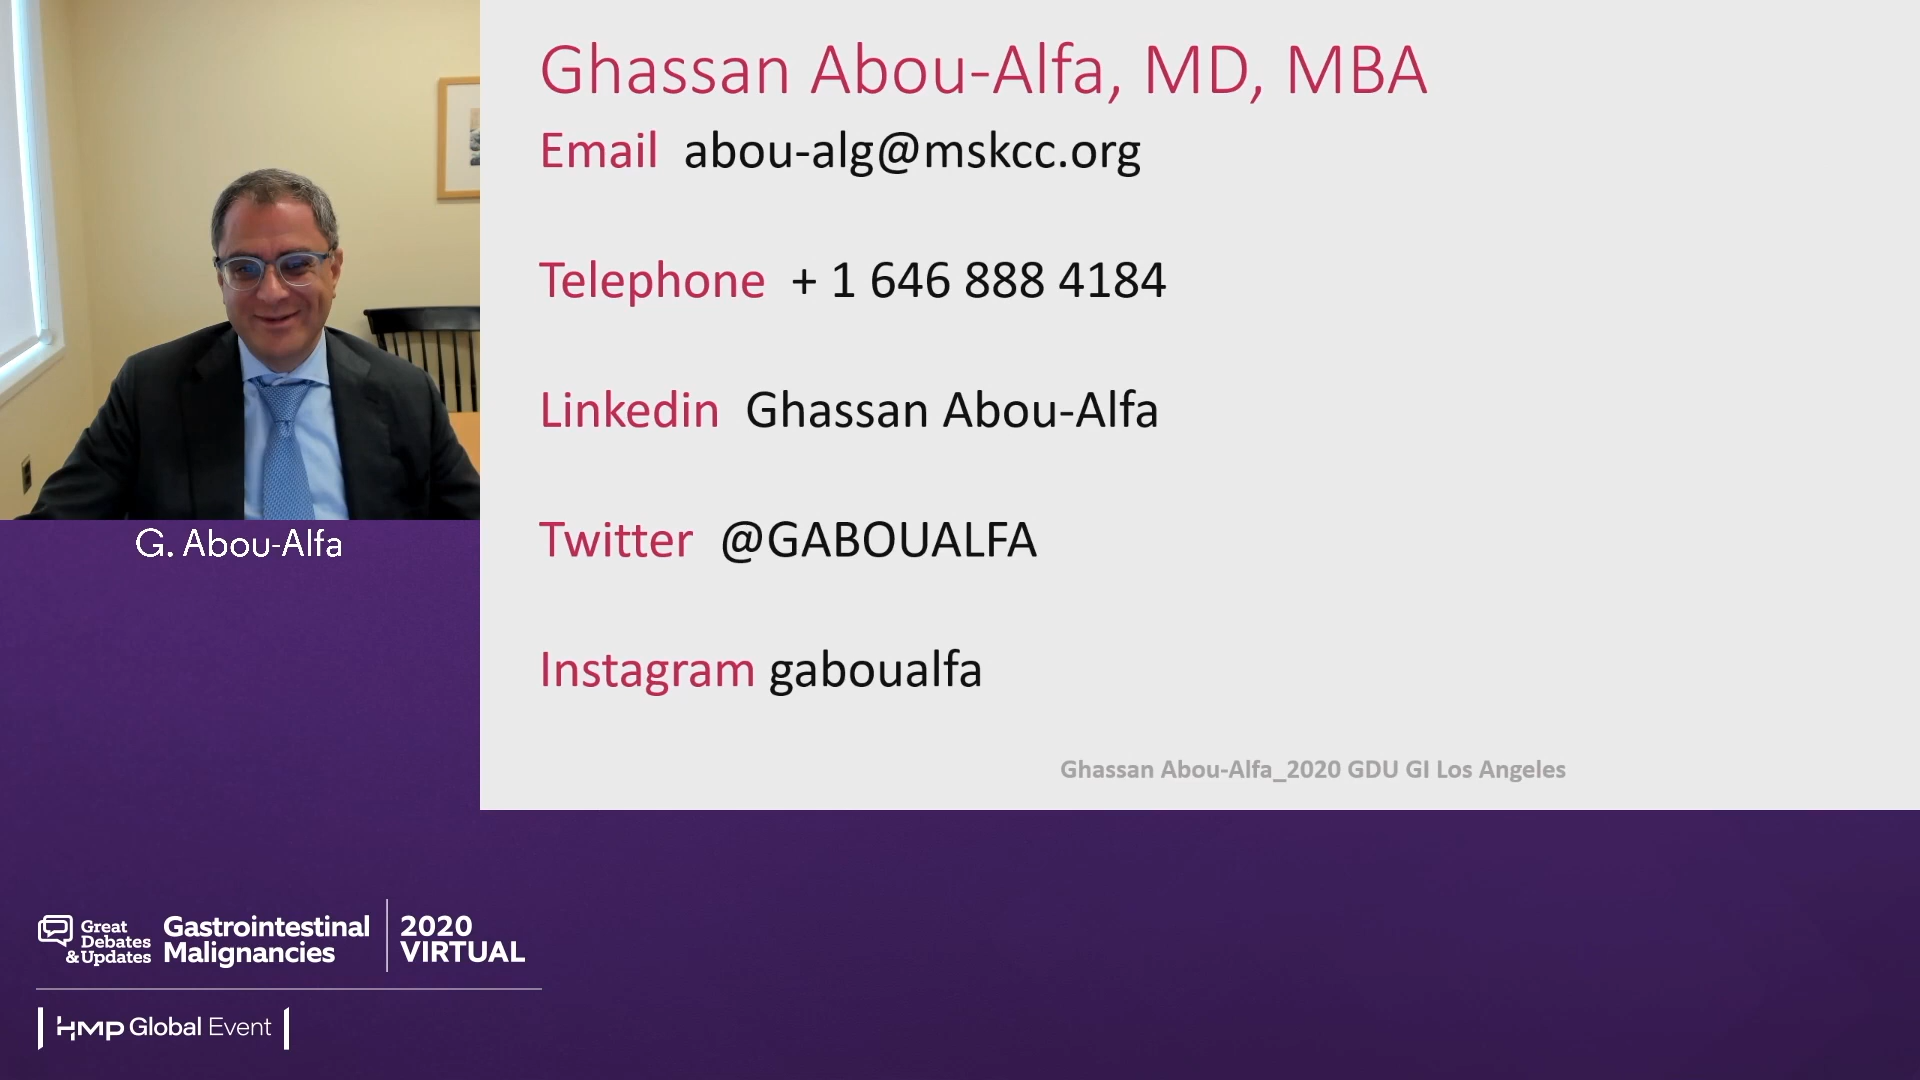 Ghassan Abou-Alfa, MD, MBA
Email abou-alg@mskcc.org
Telephone + 1 646 888 4184
Linkedin Ghassan Abou-Alfa
Twitter @GABOUALFA
Instagram gaboualfa
Ghassan Abou-Alfa_2020 GDU GI Los Angeles
G. Abou-Alfa
Great
Debates
&Updates
Gastrointestinal
Malignancies
2020
VIRTUAL
HMP Global Event